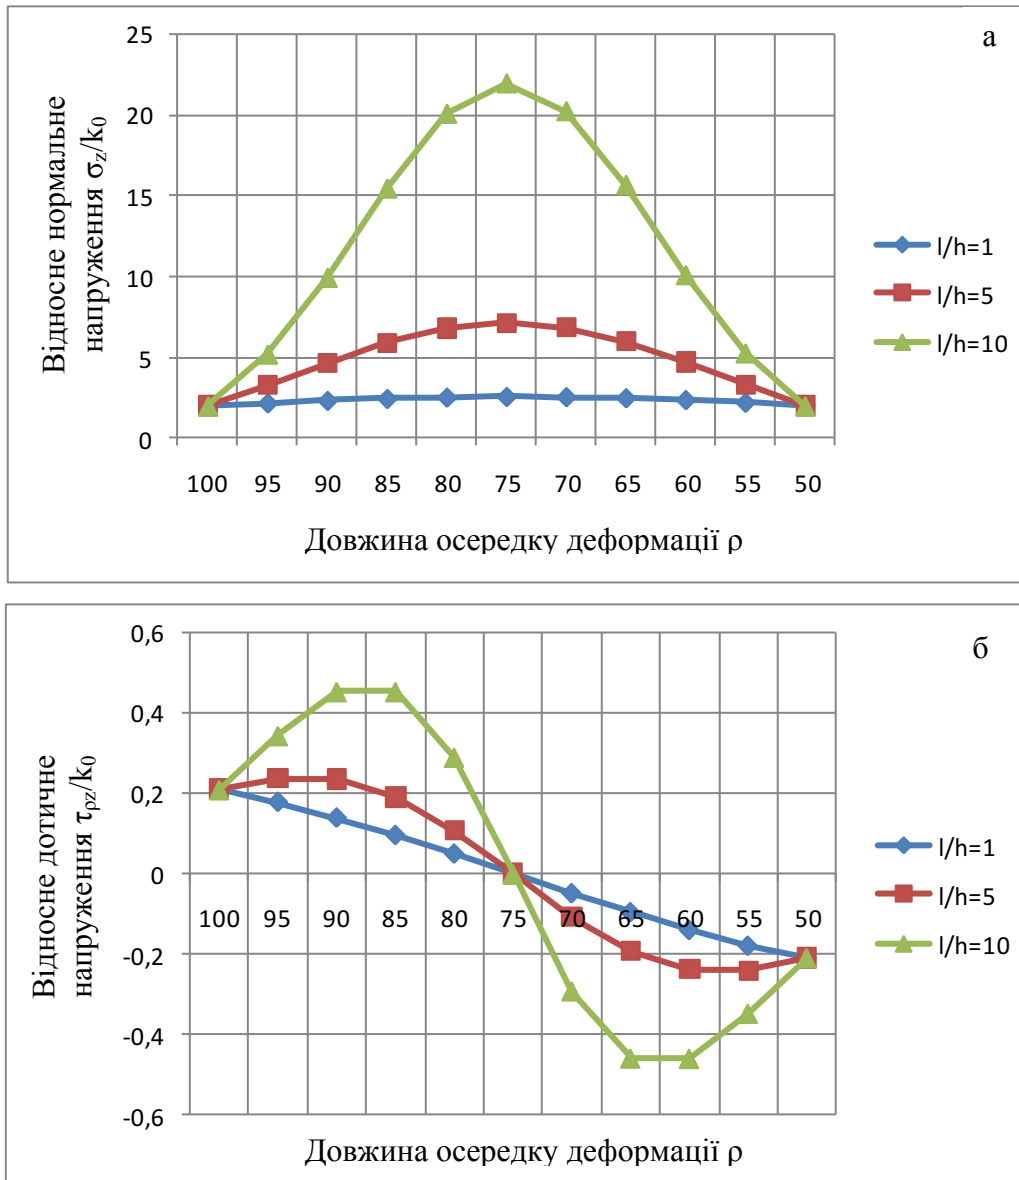 а
25
20
15
10
5
0
Відносне нормальне
напруження σz/k0
100 95 90 85 80 75 70 65 60 55 50
Довжина осередку деформації ρ
l/h=1
l/h=5
l/h=10
б
0,6
0,4
0,2
0
-0,2
-0,4
-0,6
Відносне дотичне
напруження τρz/k0
100 95 90 85 80 75 70 65 60 55 50
Довжина осередку деформації ρ
l/h=1
l/h=5
l/h=10